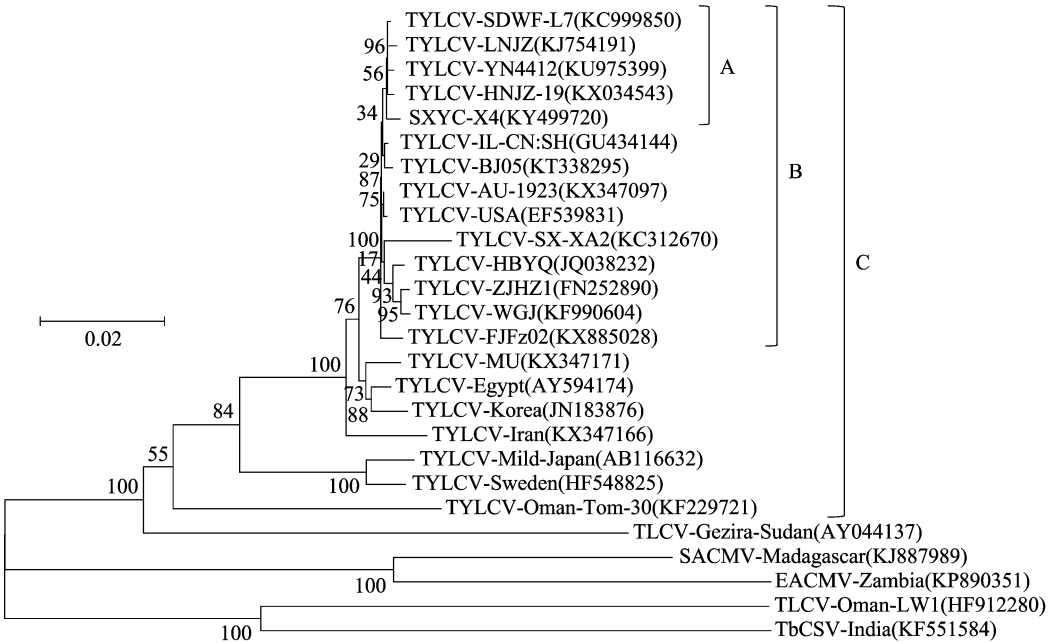 TYLCV-SDWF-L7(KC999850)
96
TYLCV-LNJZ(KJ754191)
A
TYLCV-YN4412(KU975399)
56
TYLCV-HNJZ-19(KX034543)
34
SXYC-X4(KY499720)
TYLCV-IL-CN:SH(GU434144)
29
TYLCV-BJ05(KT338295)
B
87
TYLCV-AU-1923(KX347097)
75
TYLCV-USA(EF539831)
100
TYLCV-SX-XA2(KC312670)
17
TYLCV-HBYQ(JQ038232)
C
44
TYLCV-ZJHZ1(FN252890)
93
76
95
TYLCV-WGJ(KF990604)
0.02
TYLCV-FJFz02(KX885028)
100
TYLCV-MU(KX347171)
73
TYLCV-Egypt(AY594174)
88
TYLCV-Korea(JN183876)
84
TYLCV-Iran(KX347166)
55
TYLCV-Mild-Japan(AB116632)
100
100
TYLCV-Sweden(HF548825)
TYLCV-Oman-Tom-30(KF229721)
TLCV-Gezira-Sudan(AY044137)
SACMV-Madagascar(KJ887989)
100
EACMV-Zambia(KP890351)
TLCV-Oman-LW1(HF912280)
100
TbCSV-India(KF551584)